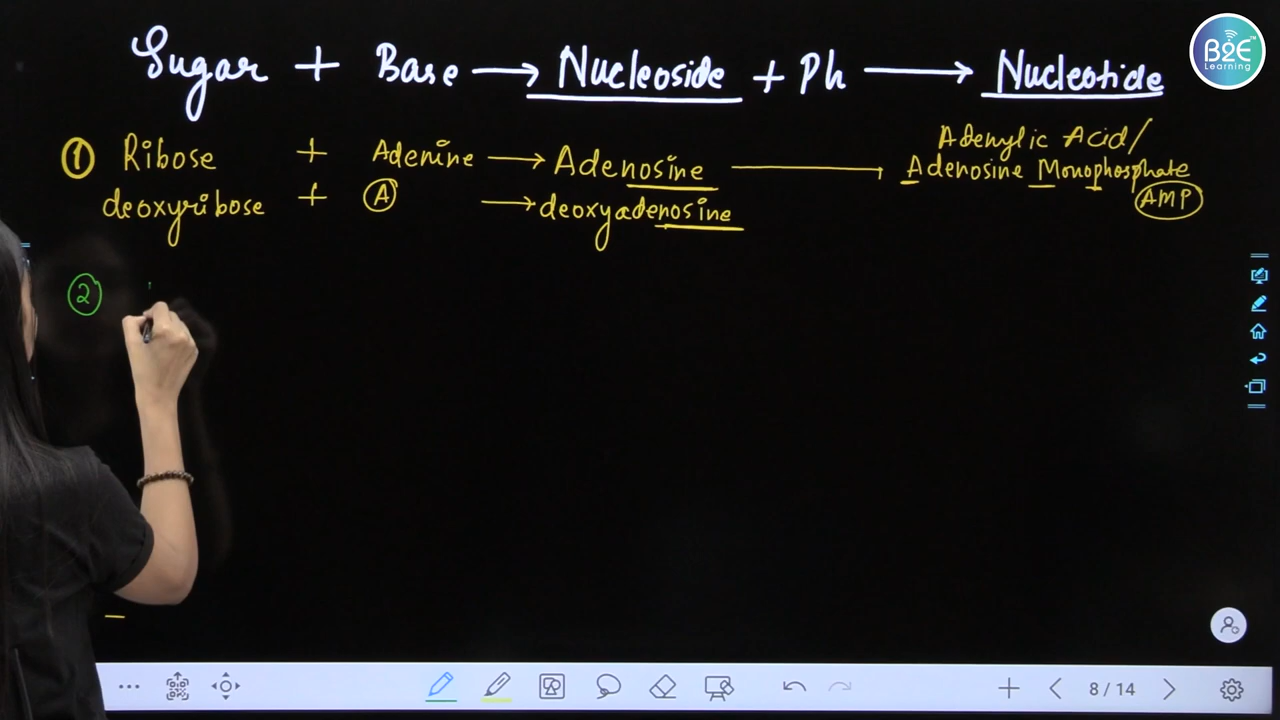 Sugar + Base → Nucleoside + Ph → Nucleotide
① Ribose + Adenine → Adenosine → Adenylic Acid/
Adenosine Monophosphate
AMP
deoxyribose + A → deoxyadenosine
②
B2E
Learning
8 / 14